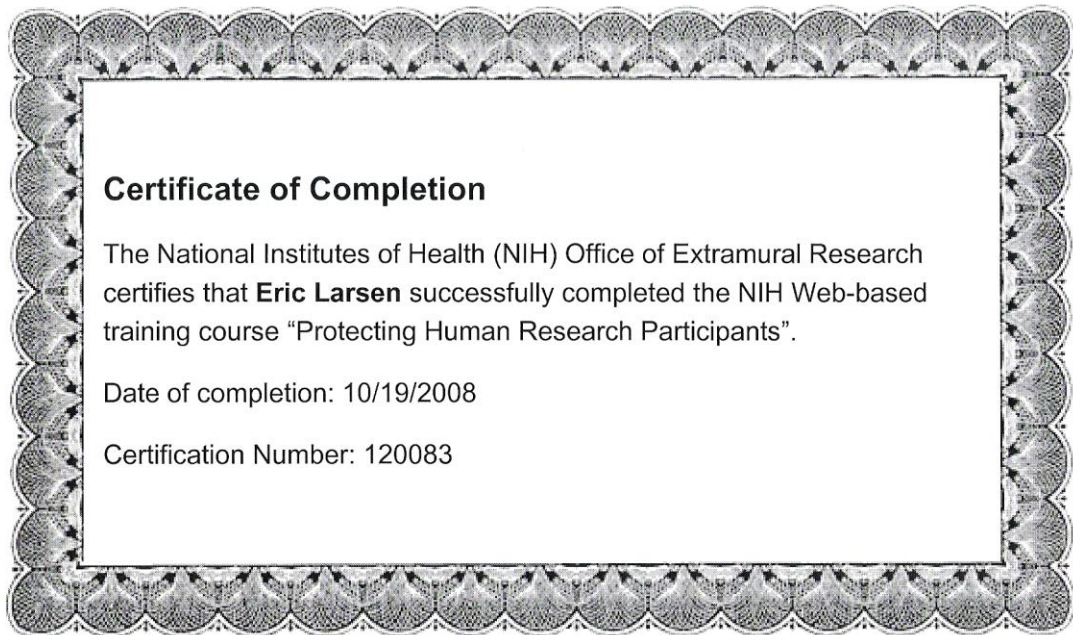 Certificate of Completion
The National Institutes of Health (NIH) Office of Extramural Research
certifies that Eric Larsen successfully completed the NIH Web-based
training course “Protecting Human Research Participants”.
Date of completion: 10/19/2008
Certification Number: 120083